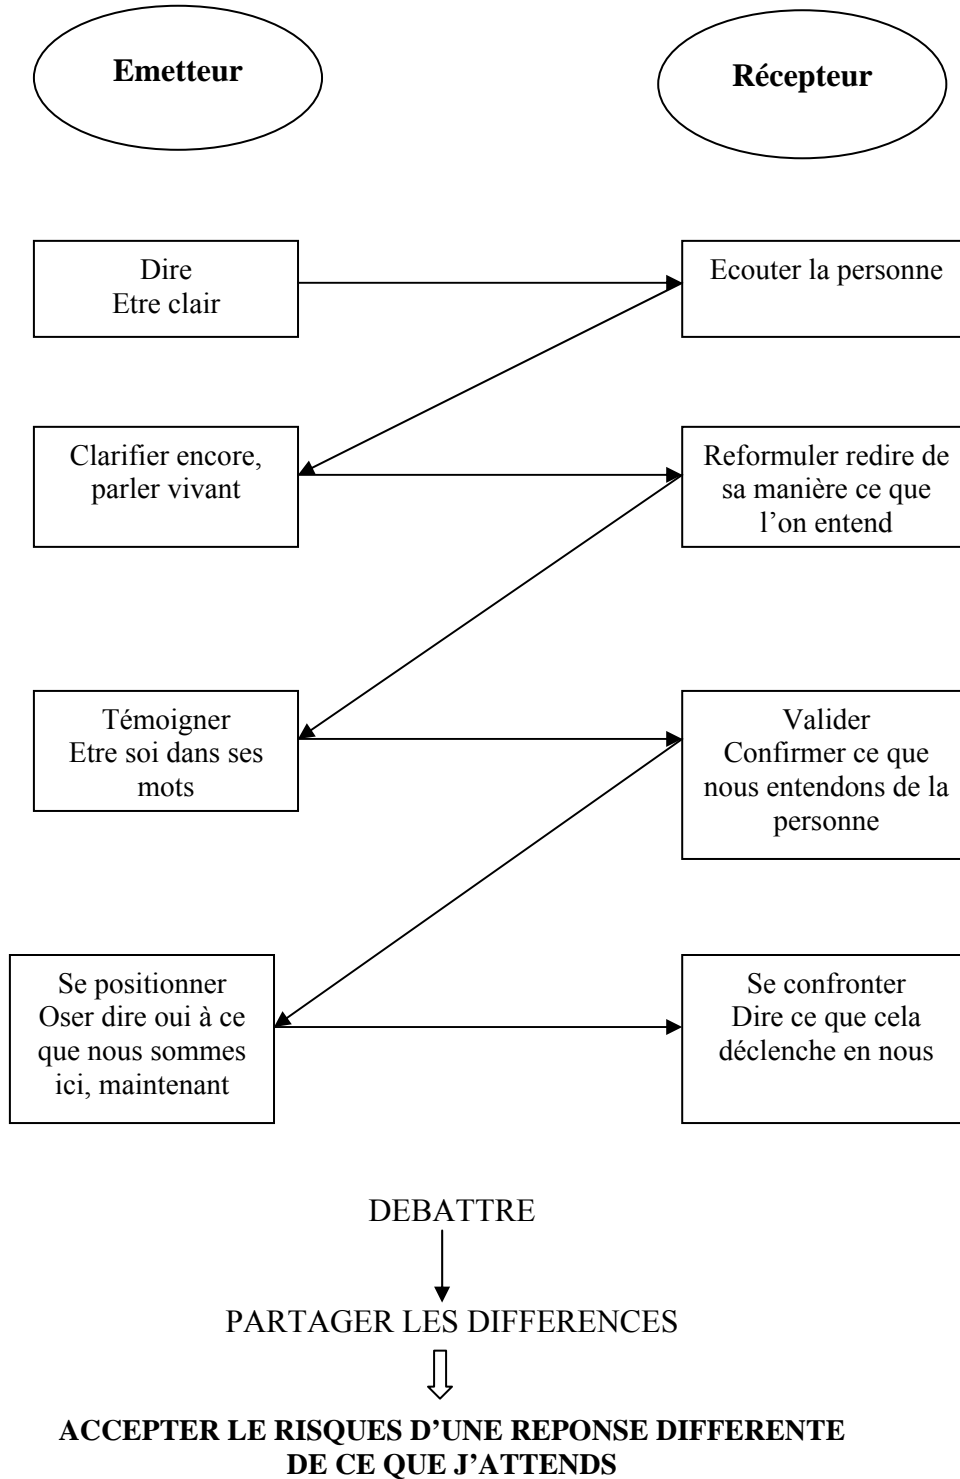 Emetteur
Récepteur
Dire
Etre clair
Ecouter la personne
Clarifier encore,
parler vivant
Reformuler redire de
sa manière ce que
l’on entend
Témoigner
Etre soi dans ses
mots
Valider
Confirmer ce que
nous entendons de la
personne
Se positionner
Oser dire oui à ce
que nous sommes
ici, maintenant
Se confronter
Dire ce que cela
déclenche en nous
DEBATTRE
PARTAGER LES DIFFERENCES
ACCEPTER LE RISQUES D’UNE REPONSE DIFFERENTE
DE CE QUE J’ATTENDS